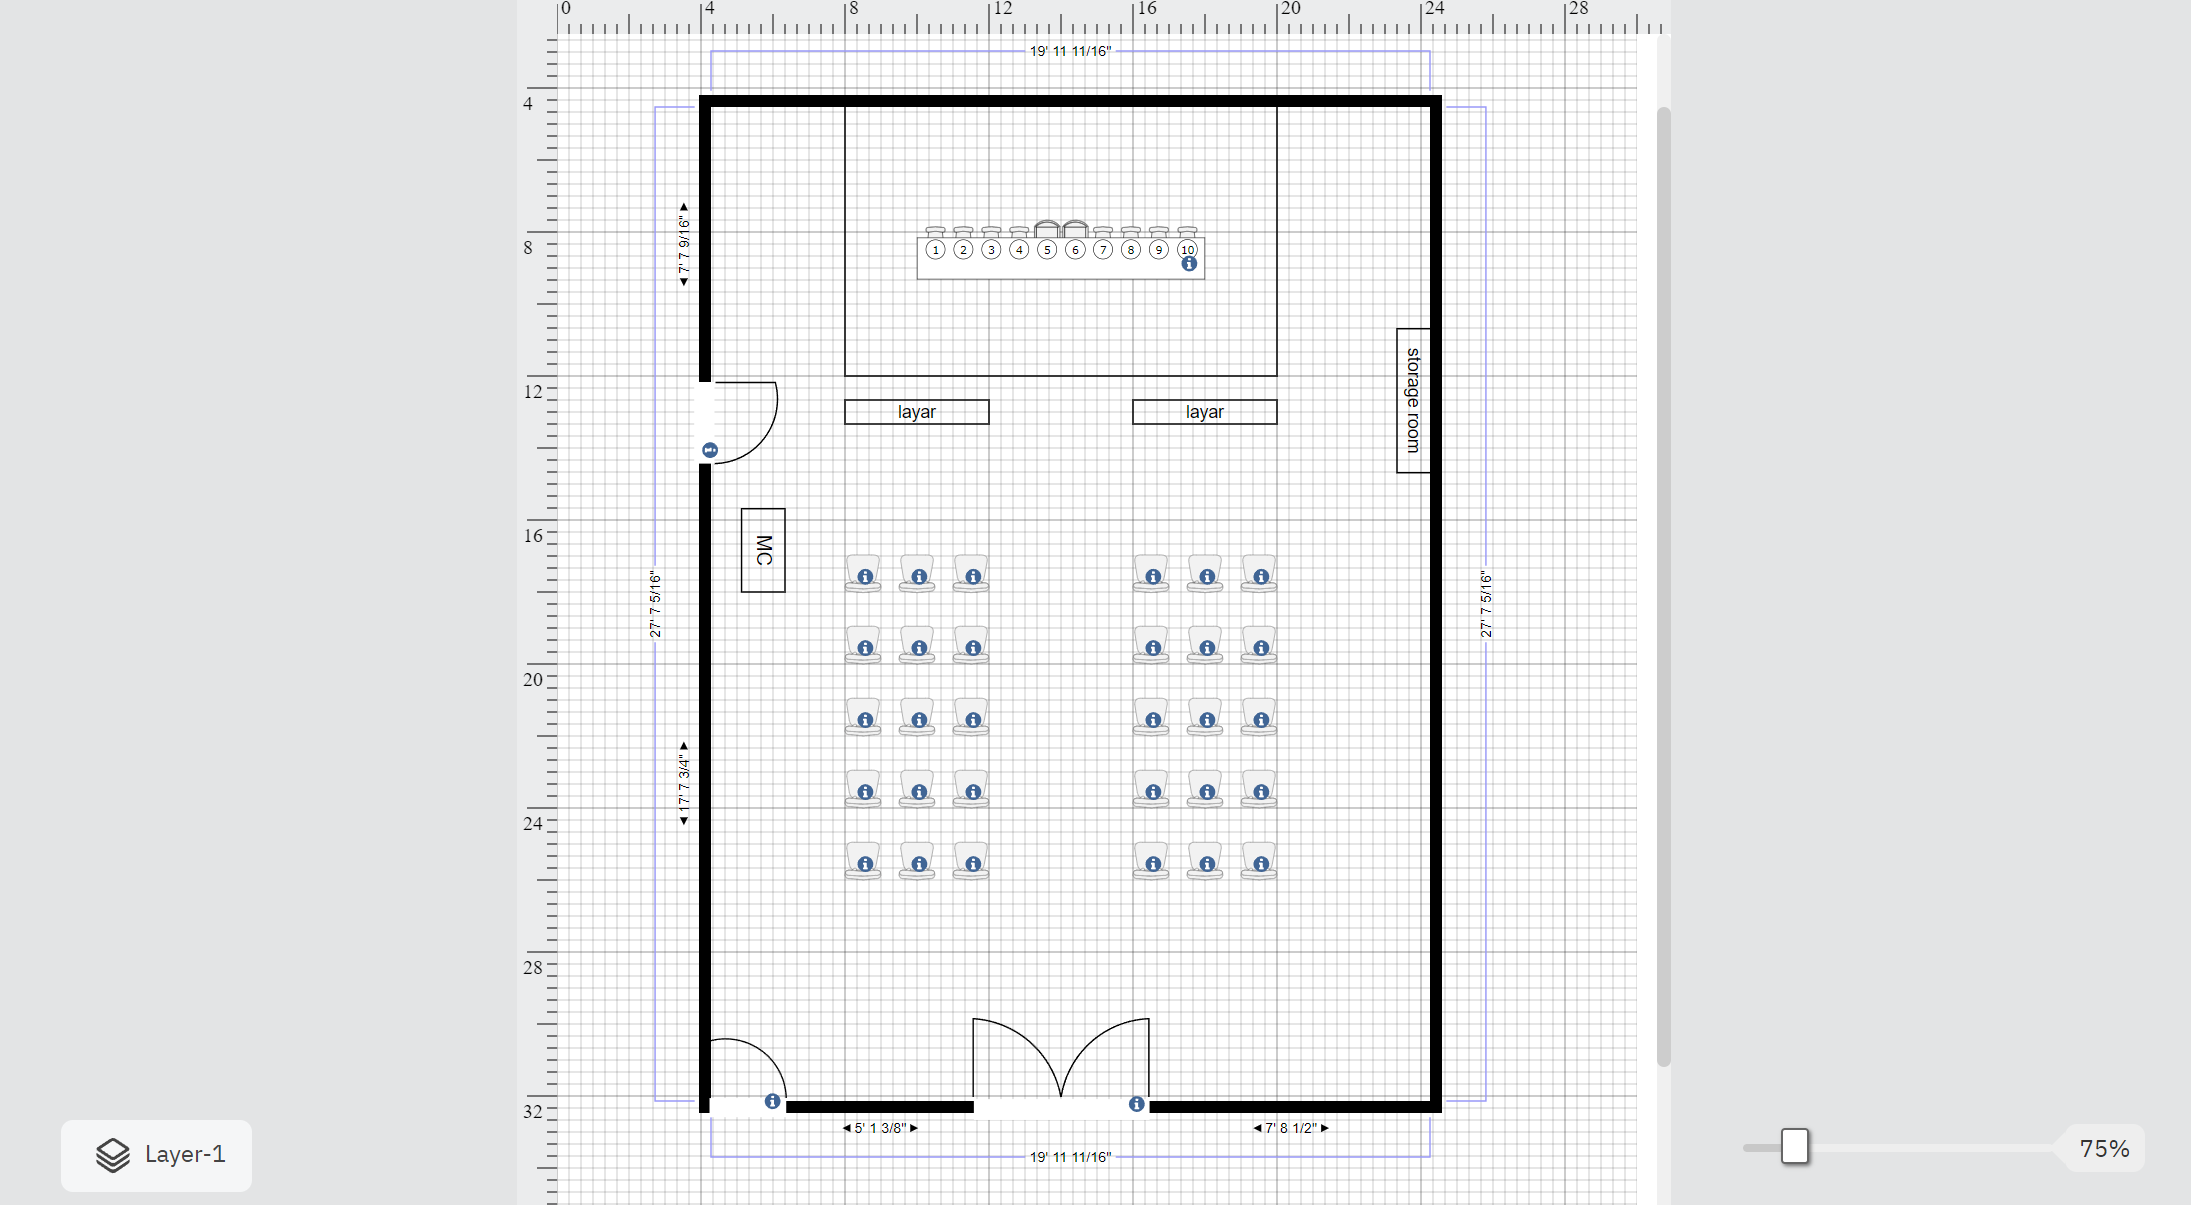 0 4 8 12 16 20 24 28
19' 11 11/16"
4
7' 7 9/16"
8
1 2 3 4 5 6 7 8 9 10
12
layar layar
storage room
16
MC
27' 7 5/16"
27' 7 5/16"
20
17' 7 3/4"
24
28
32
5' 1 3/8"
7' 8 1/2"
19' 11 11/16"
Layer-1
75%